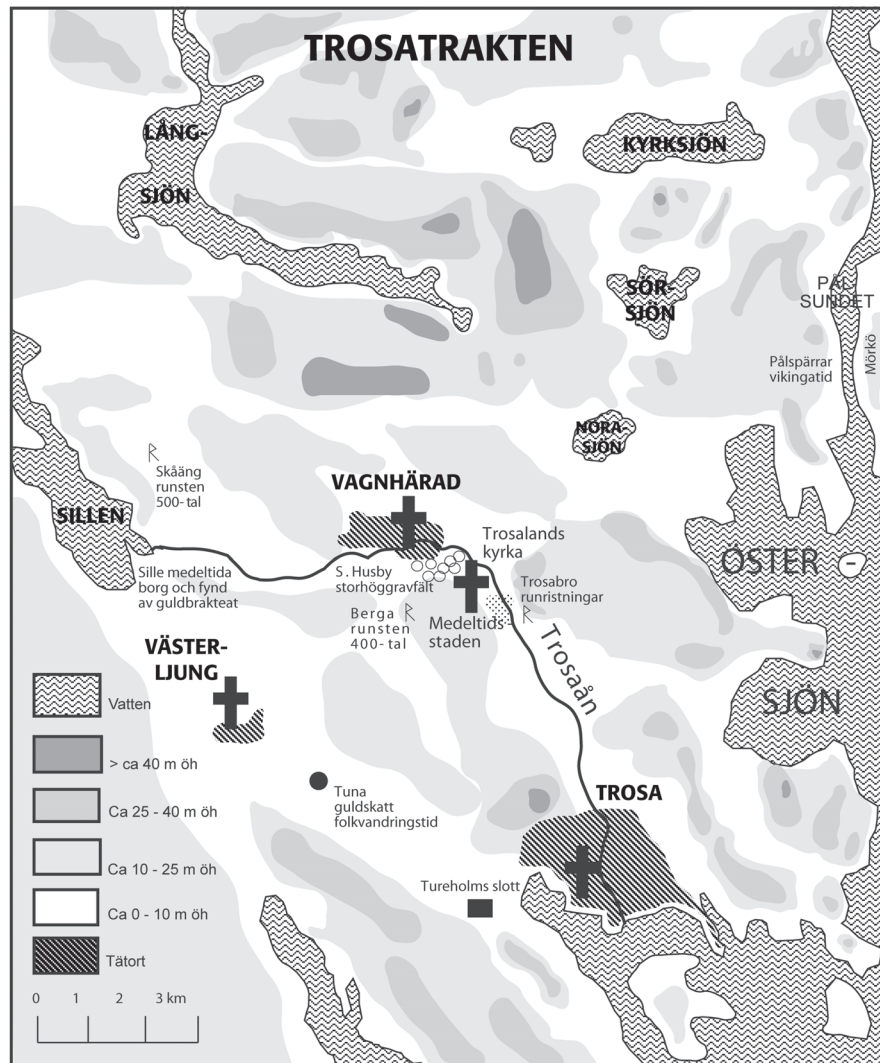 TROSATRAKTEN
LÅNG-
SJÖN
KYRKSJÖN
SÖR-
SJÖN
PÅL
SUNDET
Mörkö
Pålspärrar
vikingatid
NORA-
SJÖN
Skåäng
runsten
500-tal
VAGNHÄRAD
SILLEN
Trosalands
kyrka
ÖSTER -
Sille medeltida
borg och fynd
av guldbrakteat
S. Husby
storhöggravfält
Trosabro
runristningar
Berga
runsten
400-tal
Medeltids
staden
VÄSTER-
LJUNG
Trosaån
SJÖN
Vatten
> ca 40 m öh
Ca 25 - 40 m öh
Ca 10 - 25 m öh
Ca 0 - 10 m öh
Tätort
Tuna
guldskatt
folkvandringstid
TROSA
Tureholms slott
0 1 2 3 km